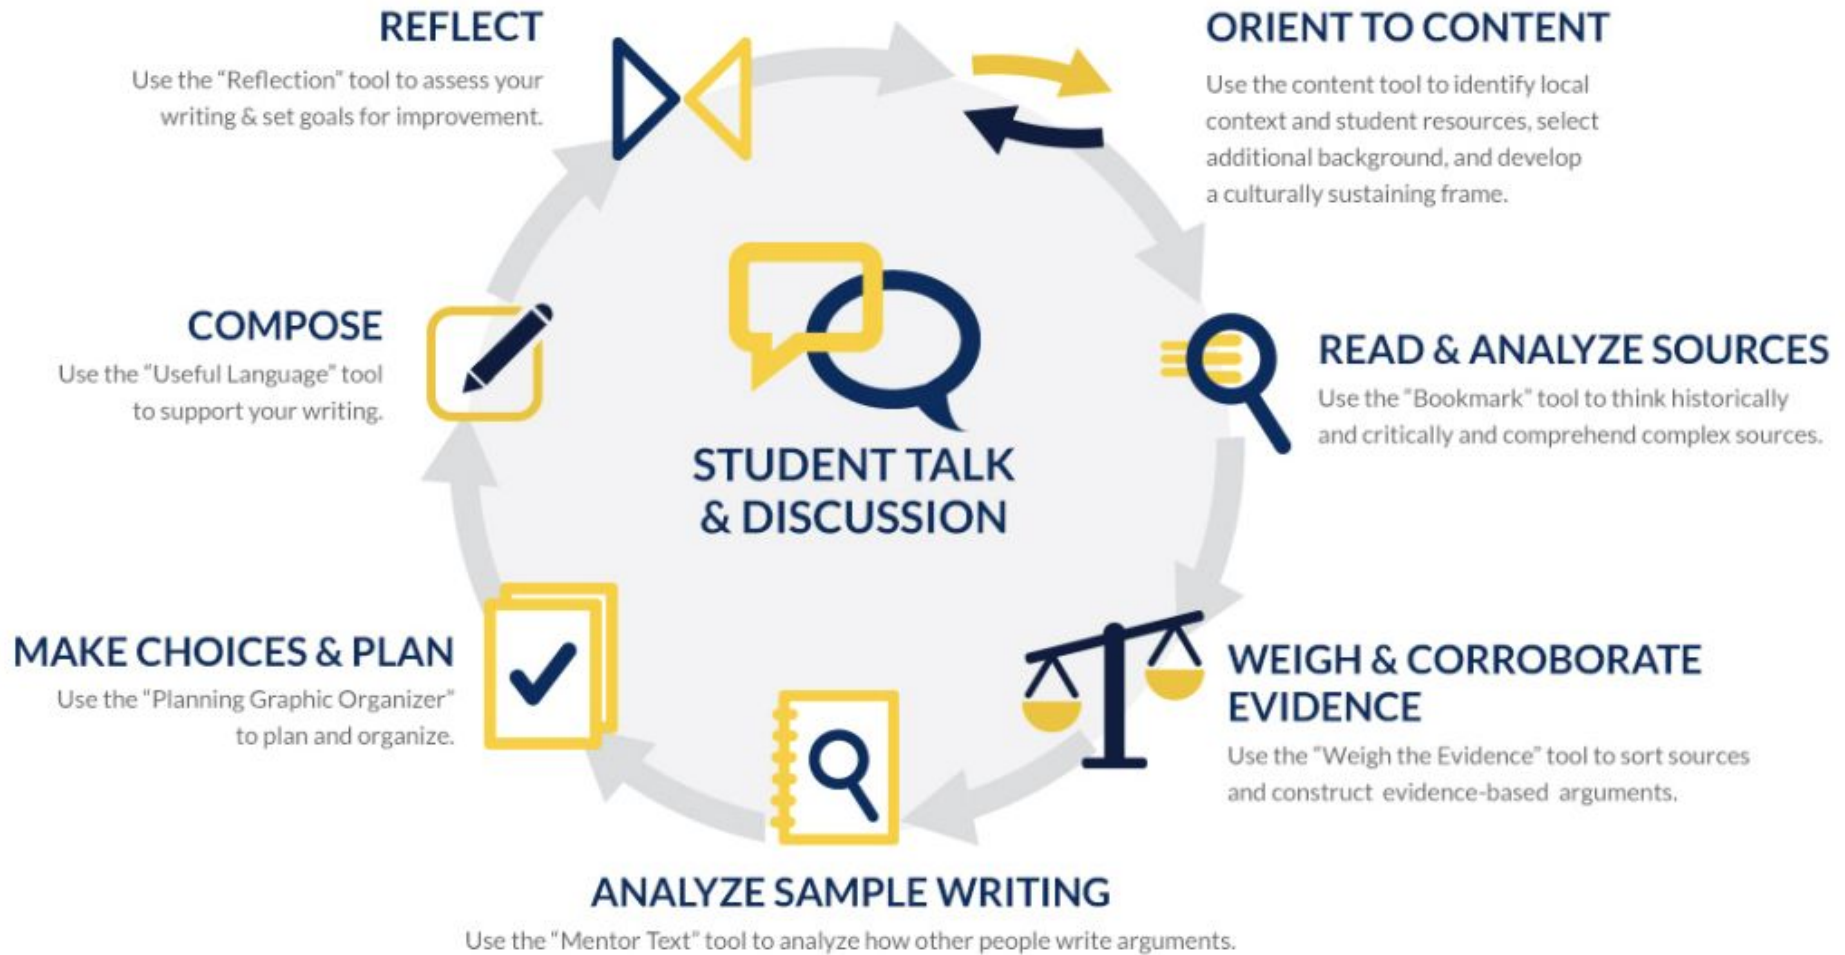 REFLECT
Use the “Reflection” tool to assess your
writing & set goals for improvement.
ORIENT TO CONTENT
Use the content tool to identify local
context and student resources, select
additional background, and develop
a culturally sustaining frame.
COMPOSE
Use the “Useful Language” tool
to support your writing.
STUDENT TALK
& DISCUSSION
READ & ANALYZE SOURCES
Use the “Bookmark” tool to think historically
and critically and comprehend complex sources.
MAKE CHOICES & PLAN
Use the “Planning Graphic Organizer”
to plan and organize.
WEIGH & CORROBORATE
EVIDENCE
Use the “Weigh the Evidence” tool to sort sources
and construct evidence-based arguments.
ANALYZE SAMPLE WRITING
Use the “Mentor Text” tool to analyze how other people write arguments.